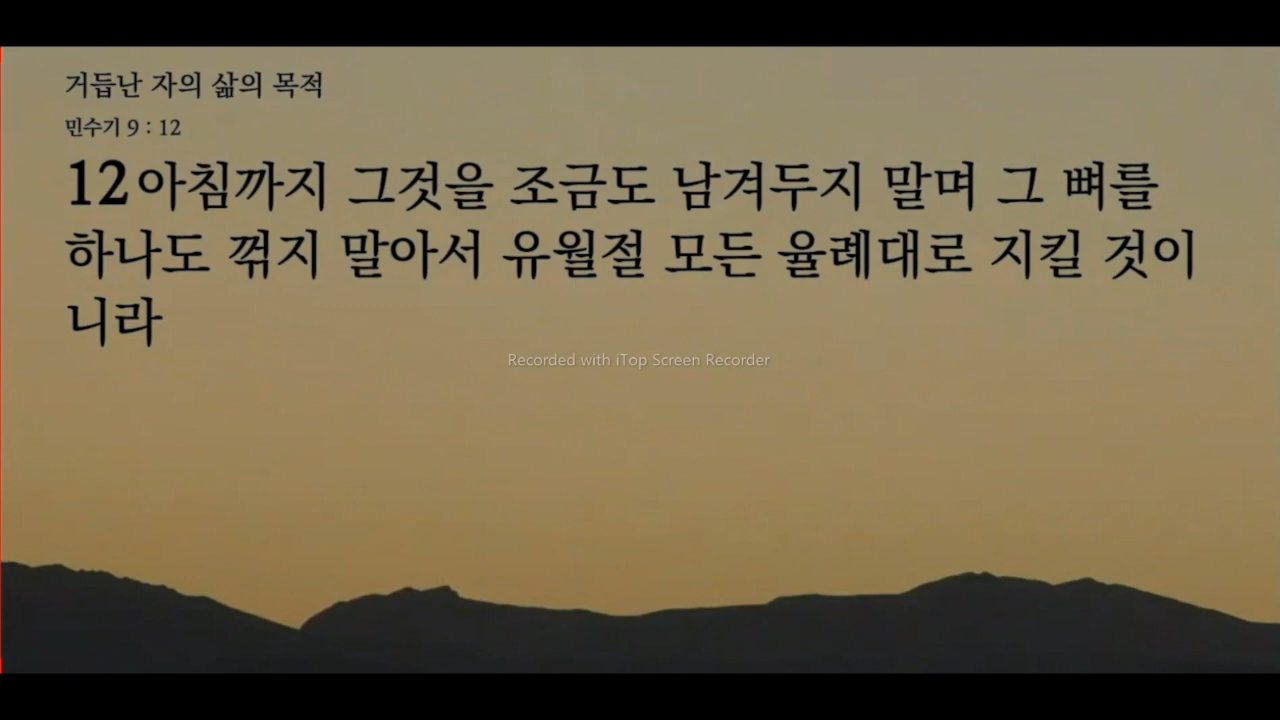 거듭난 자의 삶의 목적
민수기 9 : 12
12아침까지 그것을 조금도 남겨두지 말며 그 뼈를
하나도 꺾지 말아서 유월절 모든 율례대로 지킬 것이
니라
Recorded with iTop Screen Recorder